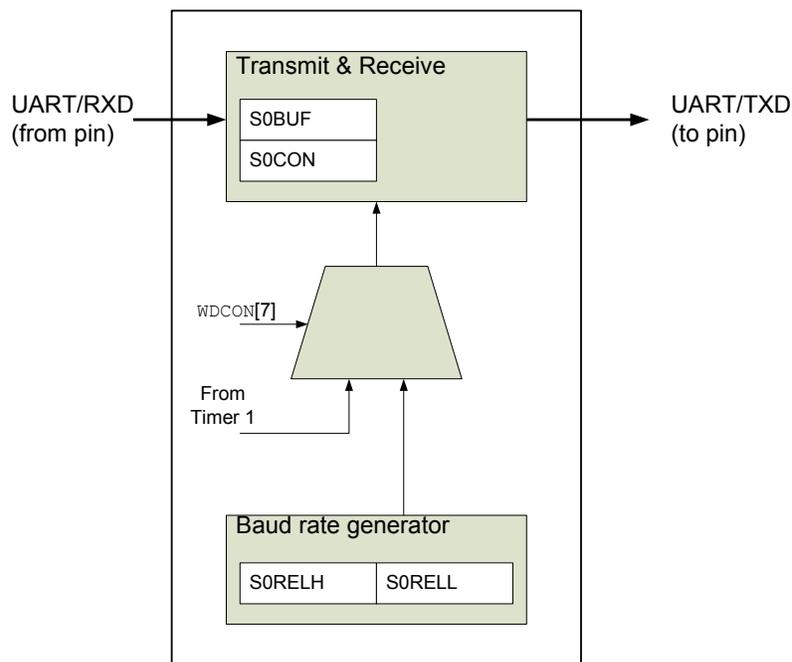 Transmit & Receive
UART/RXD
(from pin)
UART/TXD
(to pin)
S0BUF
S0CON
WDCON[7]
From
Timer 1
Baud rate generator
S0RELH
S0RELL